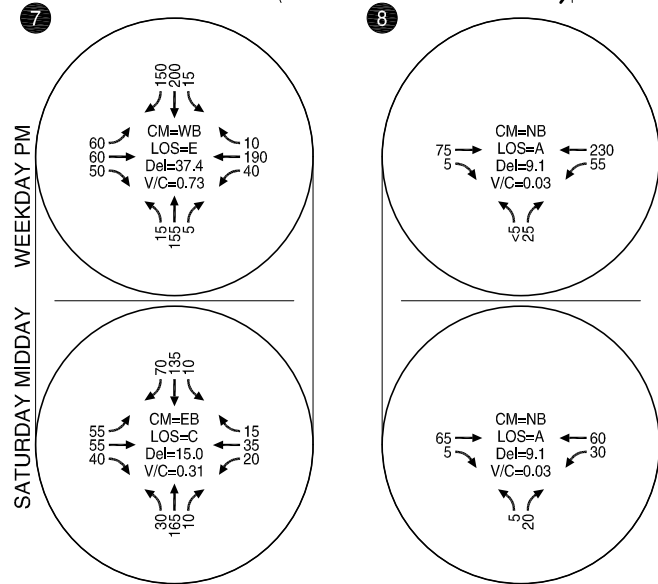 7
8
WEEKDAY PM
150 200 15
60
60
50
CM=WB
LOS=E
Del=37.4
V/C=0.73
10
190
40
15 155 5
75
5
CM=NB
LOS=A
Del=9.1
V/C=0.03
230
55
<5 25
SATURDAY MIDDAY
70 135 10
55
55
40
CM=EB
LOS=C
Del=15.0
V/C=0.31
15
35
20
30 165 10
65
5
CM=NB
LOS=A
Del=9.1
V/C=0.03
60
30
5 20